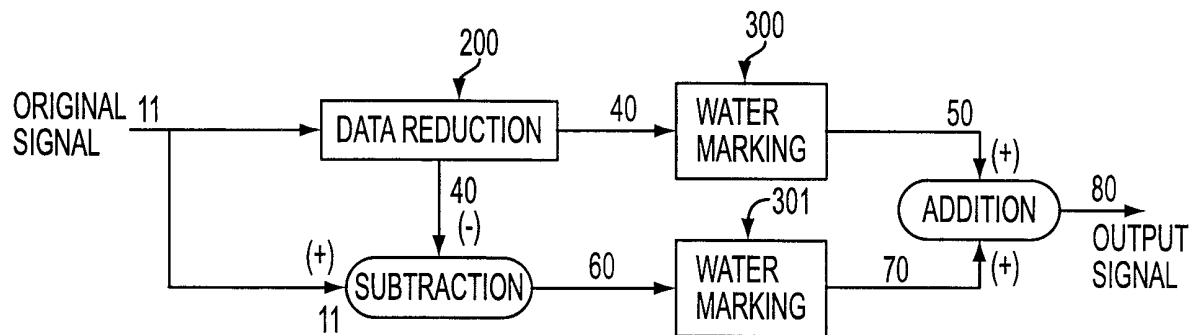 200
300
ORIGINAL
SIGNAL
11
DATA REDUCTION
40
WATER
MARKING
50
(+)
40
(-)
301
ADDITION
80
OUTPUT
SIGNAL
(+)
11
SUBTRACTION
60
WATER
MARKING
70
(+)